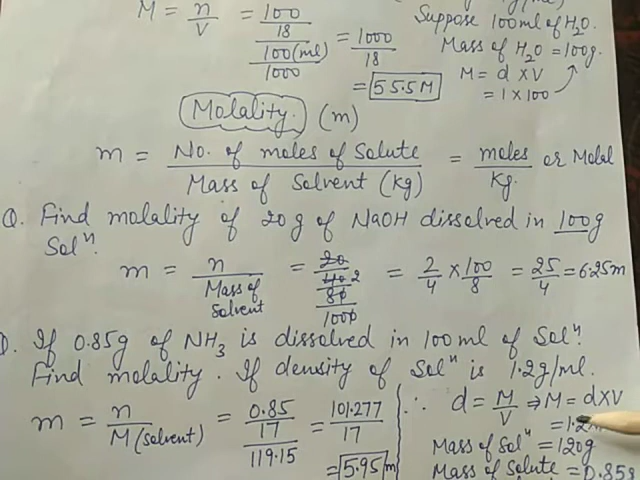 M = n/V = (100/18)/(100(ml)/1000) = 1000/18
= 55.5M
Suppose 100ml of H2O.
Mass of H2O = 100g.
M = d × V
= 1 × 100
Molality. (m)
m = No. of moles of Solute / Mass of Solvent (kg) = moles/Kg. or Molal
Q. Find molality of 20g of NaOH dissolved in 100g
Solⁿ.
m = n / Mass of Solvent = (20/40)/(80/1000) = 2/4 × 100/8 = 25/4 = 6.25m
Q. If 0.85g of NH3 is dissolved in 100ml of Solⁿ.
Find molality. If density of Solⁿ is 1.2g/ml.
m = n / M(solvent) = (0.85/17)/119.15 = 101.277/17
= 5.95 m
∴ d = M/V ⇒ M = d×V
= 1.2
Mass of Solⁿ = 120g
Mass of Solute = 0.85g